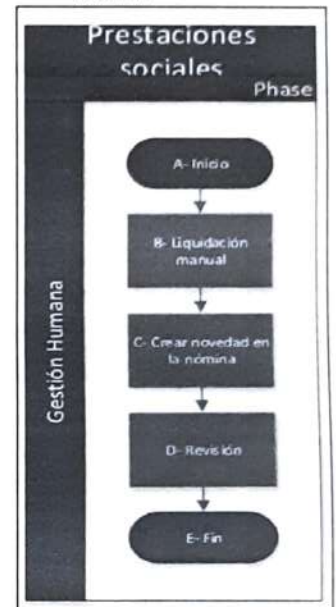 Prestaciones
sociales
Phase
Gestión Humana
A- Inicio
B- Liquidación
manual
C- Crear novedad en
la nómina
D- Revisión
E- Fin